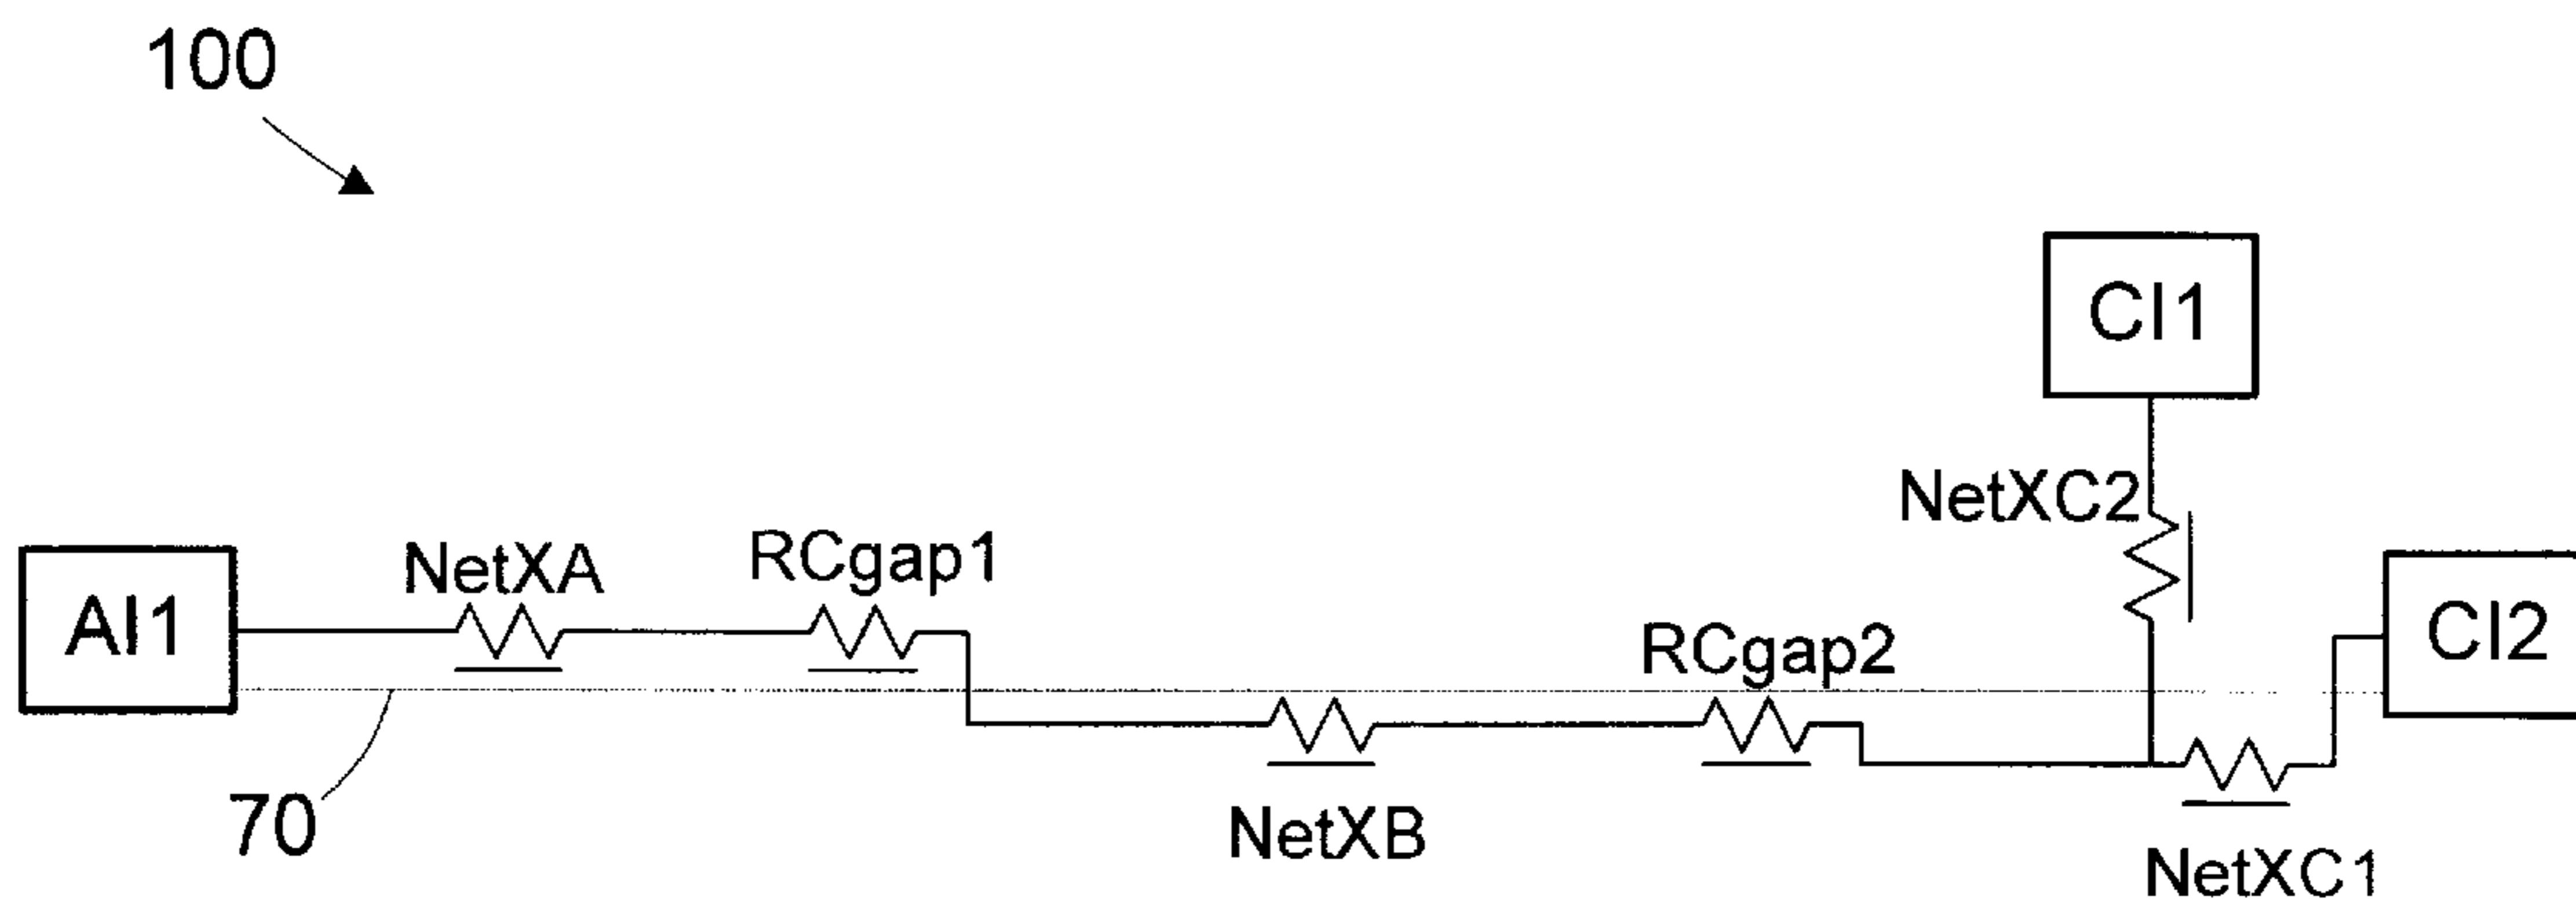 100
CI1
NetXC2
NetXA
RCgap1
AI1
RCgap2
CI2
70
NetXB
NetXC1